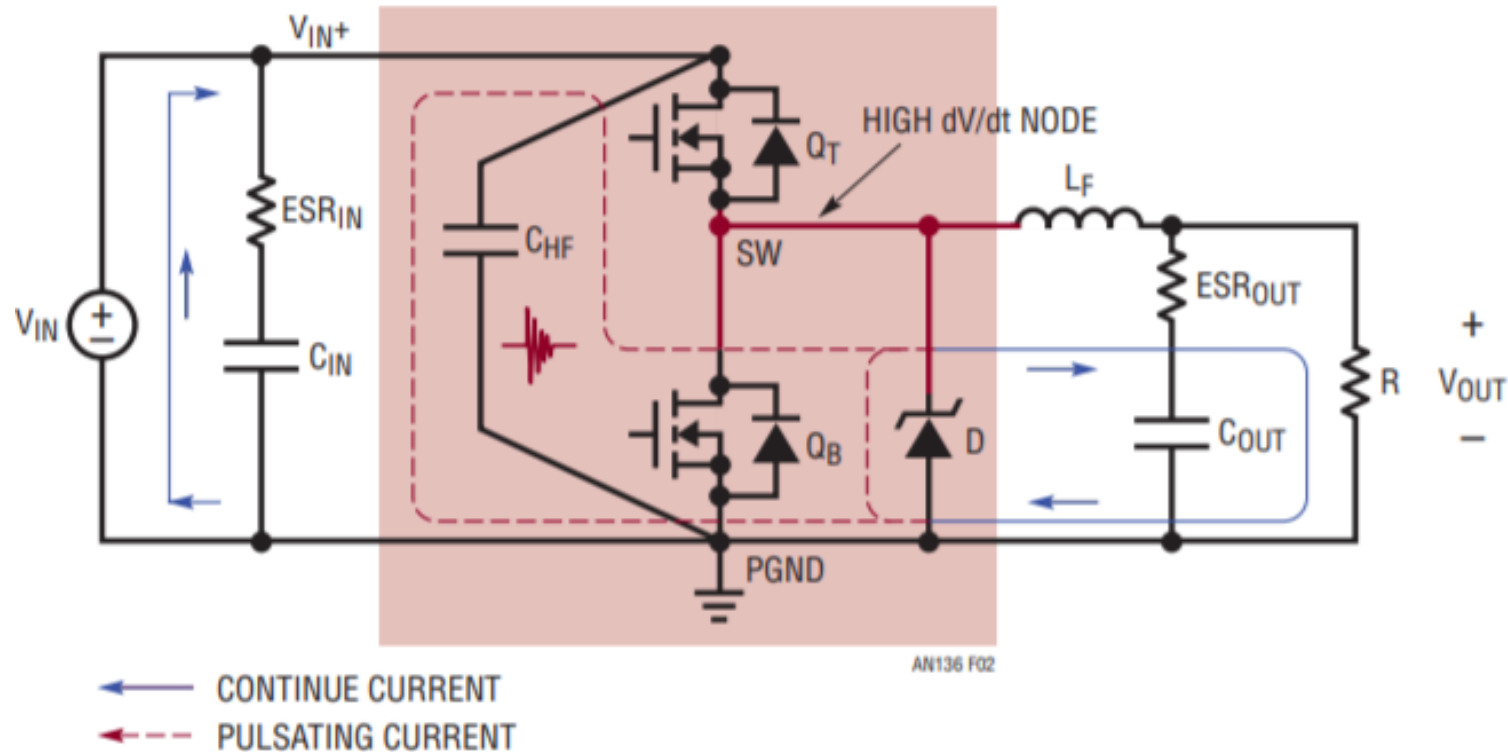 VIN+
HIGH dV/dt NODE
QT
LF
ESRIN
CHF
SW
ESROUT
VIN
+
−
CIN
QB
D
COUT
R
+
VOUT
−
PGND
AN136 F02
CONTINUE CURRENT
PULSATING CURRENT